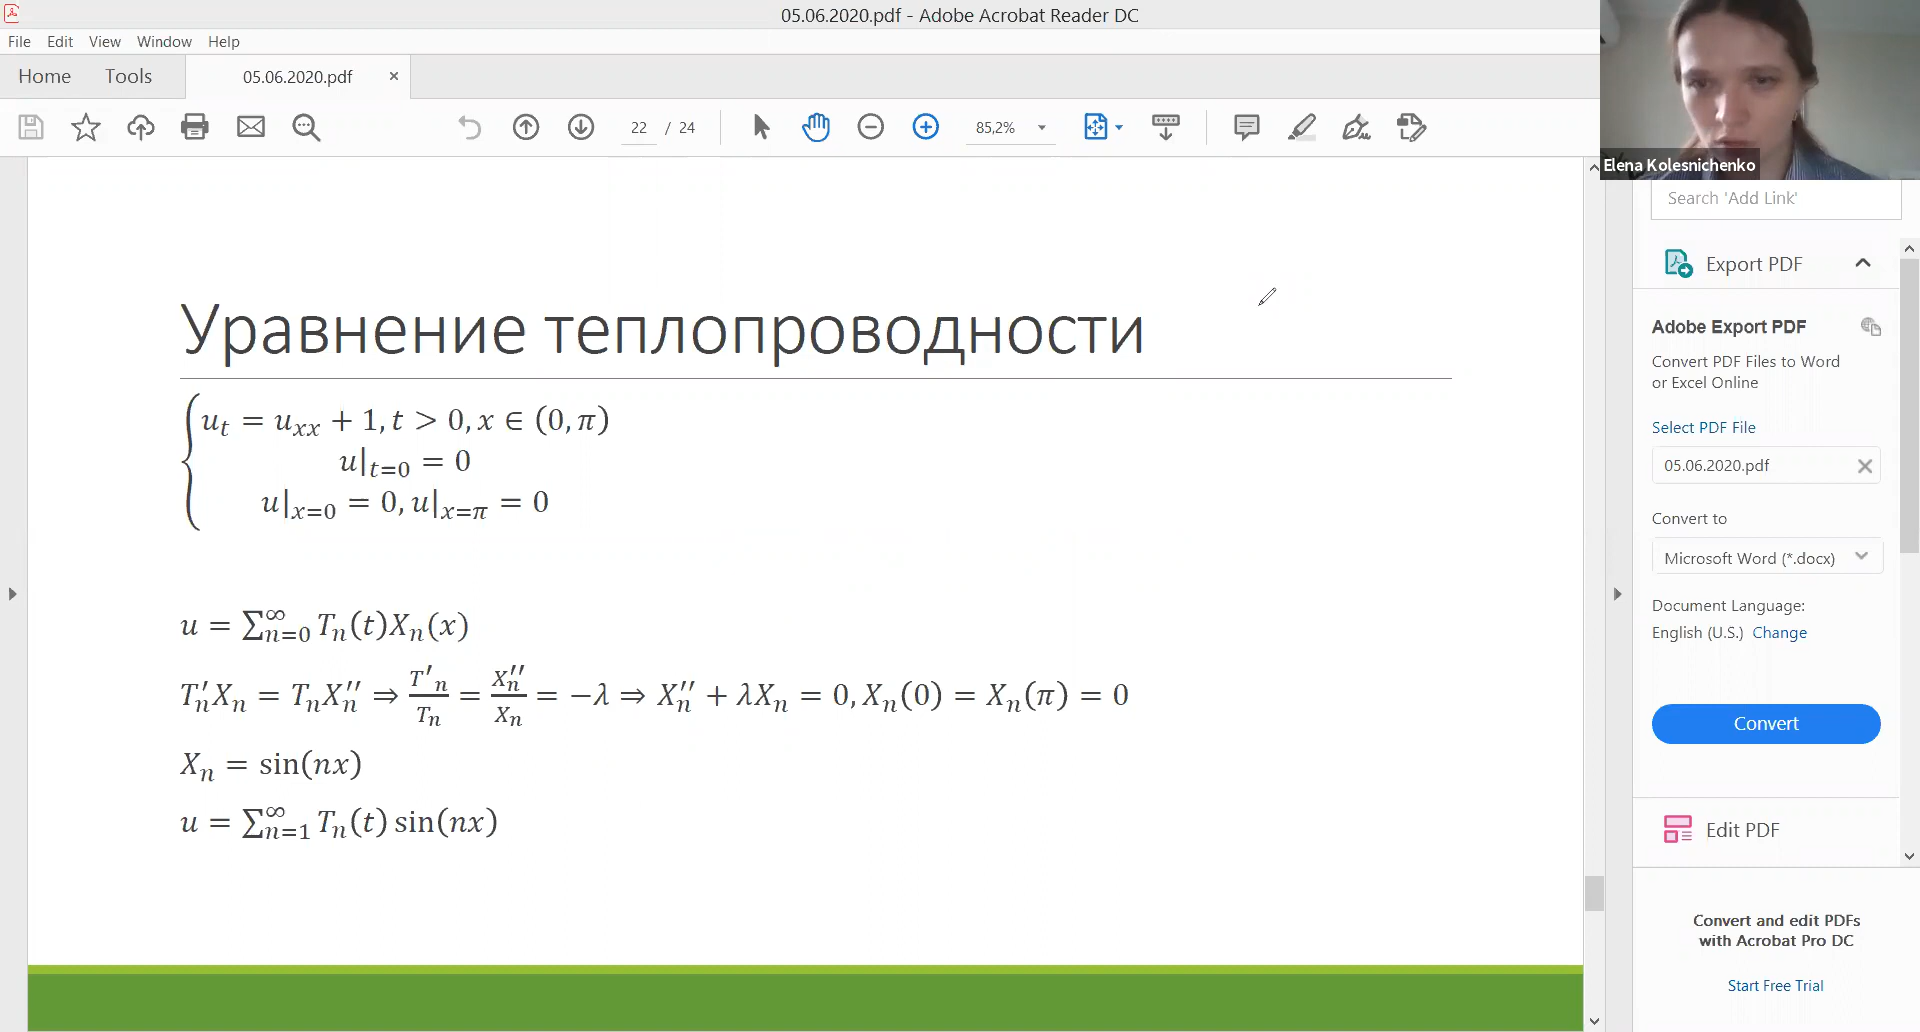 05.06.2020.pdf - Adobe Acrobat Reader DC
File Edit View Window Help
Home Tools 05.06.2020.pdf ×
22 / 24 85,2%
Elena Kolesnichenko
Search 'Add Link'
Export PDF
Adobe Export PDF
Convert PDF Files to Word
or Excel Online
Select PDF File
05.06.2020.pdf
Convert to
Microsoft Word (*.docx)
Document Language:
English (U.S.) Change
Convert
Edit PDF
Convert and edit PDFs
with Acrobat Pro DC
Start Free Trial
Уравнение теплопроводности
{u_t = u_{xx} + 1, t > 0, x ∈ (0, π)
u|_{t=0} = 0
u|_{x=0} = 0, u|_{x=π} = 0
u = ∑_{n=0}^{∞} T_n(t)X_n(x)
T_n′X_n = T_nX_n′′ ⇒ T′_n/T_n = X_n′′/X_n = −λ ⇒ X_n′′ + λX_n = 0, X_n(0) = X_n(π) = 0
X_n = sin(nx)
u = ∑_{n=1}^{∞} T_n(t) sin(nx)